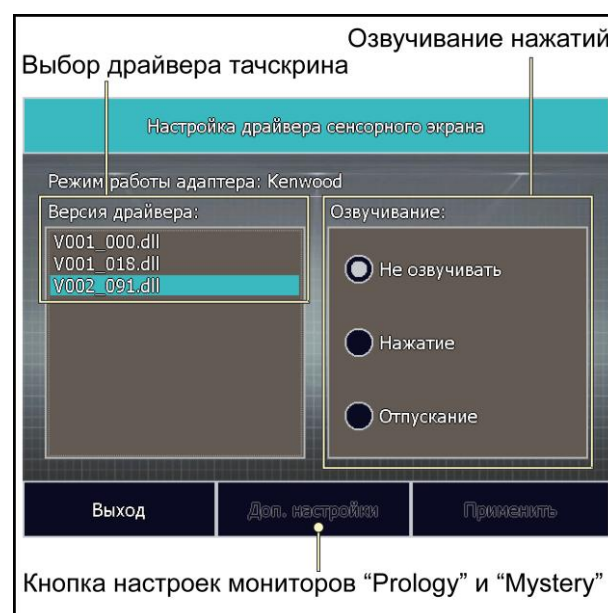 Озвучивание нажатий
Выбор драйвера тачскрина
Настройка драйвера сенсорного экрана
Режим работы адаптера: Kenwood
Версия драйвера:
V001_000.dll
V001_018.dll
V002_091.dll
Озвучивание:
Не озвучивать
Нажатие
Отпускание
Выход
Доп. настройки
Применить
Кнопка настроек мониторов “Prology” и “Mystery”